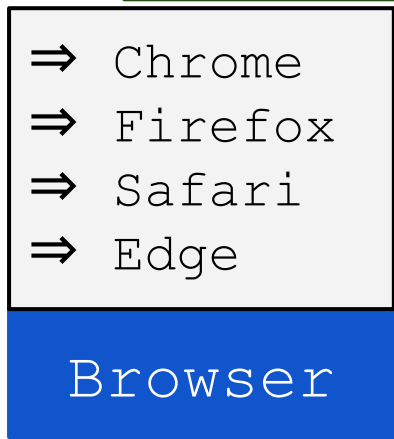 ⇒ Chrome
⇒ Firefox
⇒ Safari
⇒ Edge
Browser